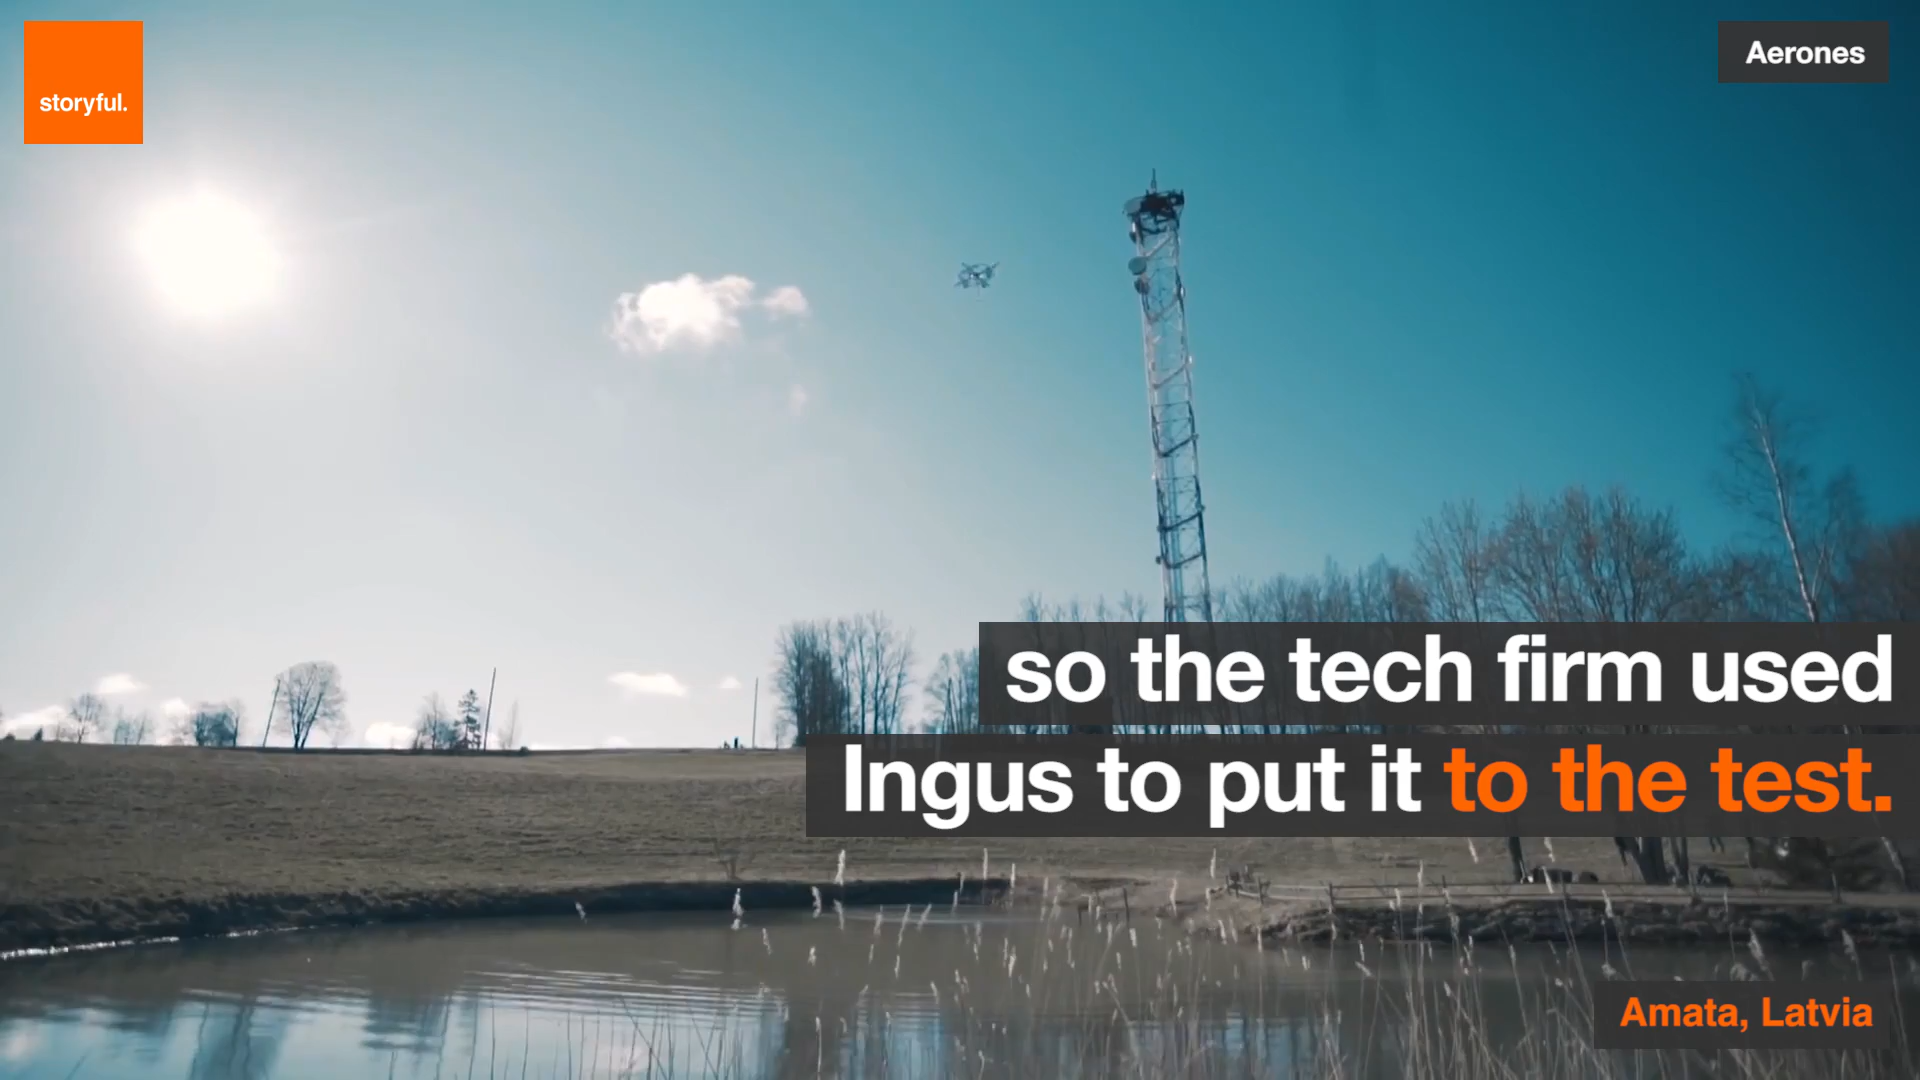 storyful.
Aerones
so the tech firm used
Ingus to put it to the test.
Amata, Latvia